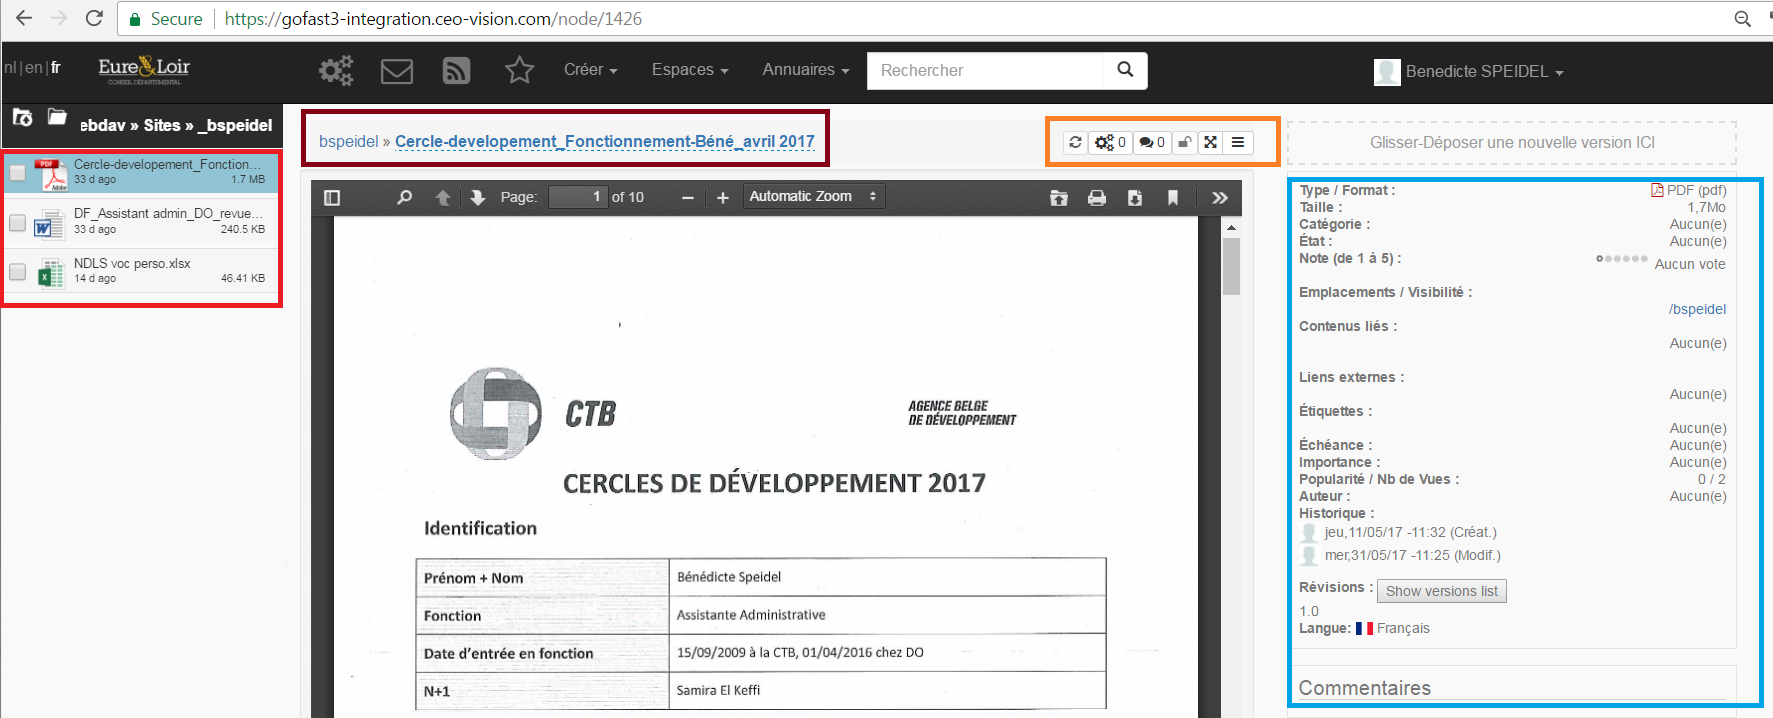 Secure https://gofast3-integration.ceo-vision.com/node/1426
nl|en|fr
Eure&Loir
CONSEIL DÉPARTEMENTAL
Créer
Espaces
Annuaires
Rechercher
Benedicte SPEIDEL
ebdav » Sites » _bspeidel
Cercle-developement_Fonction...
33 d ago 1.7 MB
DF_Assistant admin_DO_revue...
33 d ago 240.5 KB
NDLS voc perso.xlsx
14 d ago 46.41 KB
bspeidel » Cercle-developement_Fonctionnement-Béné_avril 2017
0
0
Page: 1 of 10
Automatic Zoom
CTB
AGENCE BELGE
DE DÉVELOPPEMENT
CERCLES DE DÉVELOPPEMENT 2017
Identification
Prénom + Nom Bénédicte Speidel
Fonction Assistante Administrative
Date d'entrée en fonction 15/09/2009 à la CTB, 01/04/2016 chez DO
N+1 Samira El Keffi
Glisser-Déposer une nouvelle version ICI
Type / Format : PDF (pdf)
Taille : 1,7Mo
Catégorie : Aucun(e)
État : Aucun(e)
Note (de 1 à 5) : Aucun vote
Emplacements / Visibilité :
/bspeidel
Contenus liés :
Aucun(e)
Liens externes :
Aucun(e)
Étiquettes :
Aucun(e)
Échéance : Aucun(e)
Importance : Aucun(e)
Popularité / Nb de Vues : 0 / 2
Auteur : Aucun(e)
Historique :
jeu,11/05/17 -11:32 (Créat.)
mer,31/05/17 -11:25 (Modif.)
Révisions : Show versions list
1.0
Langue: Français
Commentaires